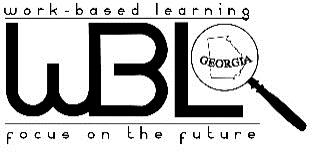 work-based learning
WBL
GEORGIA
focus on the future